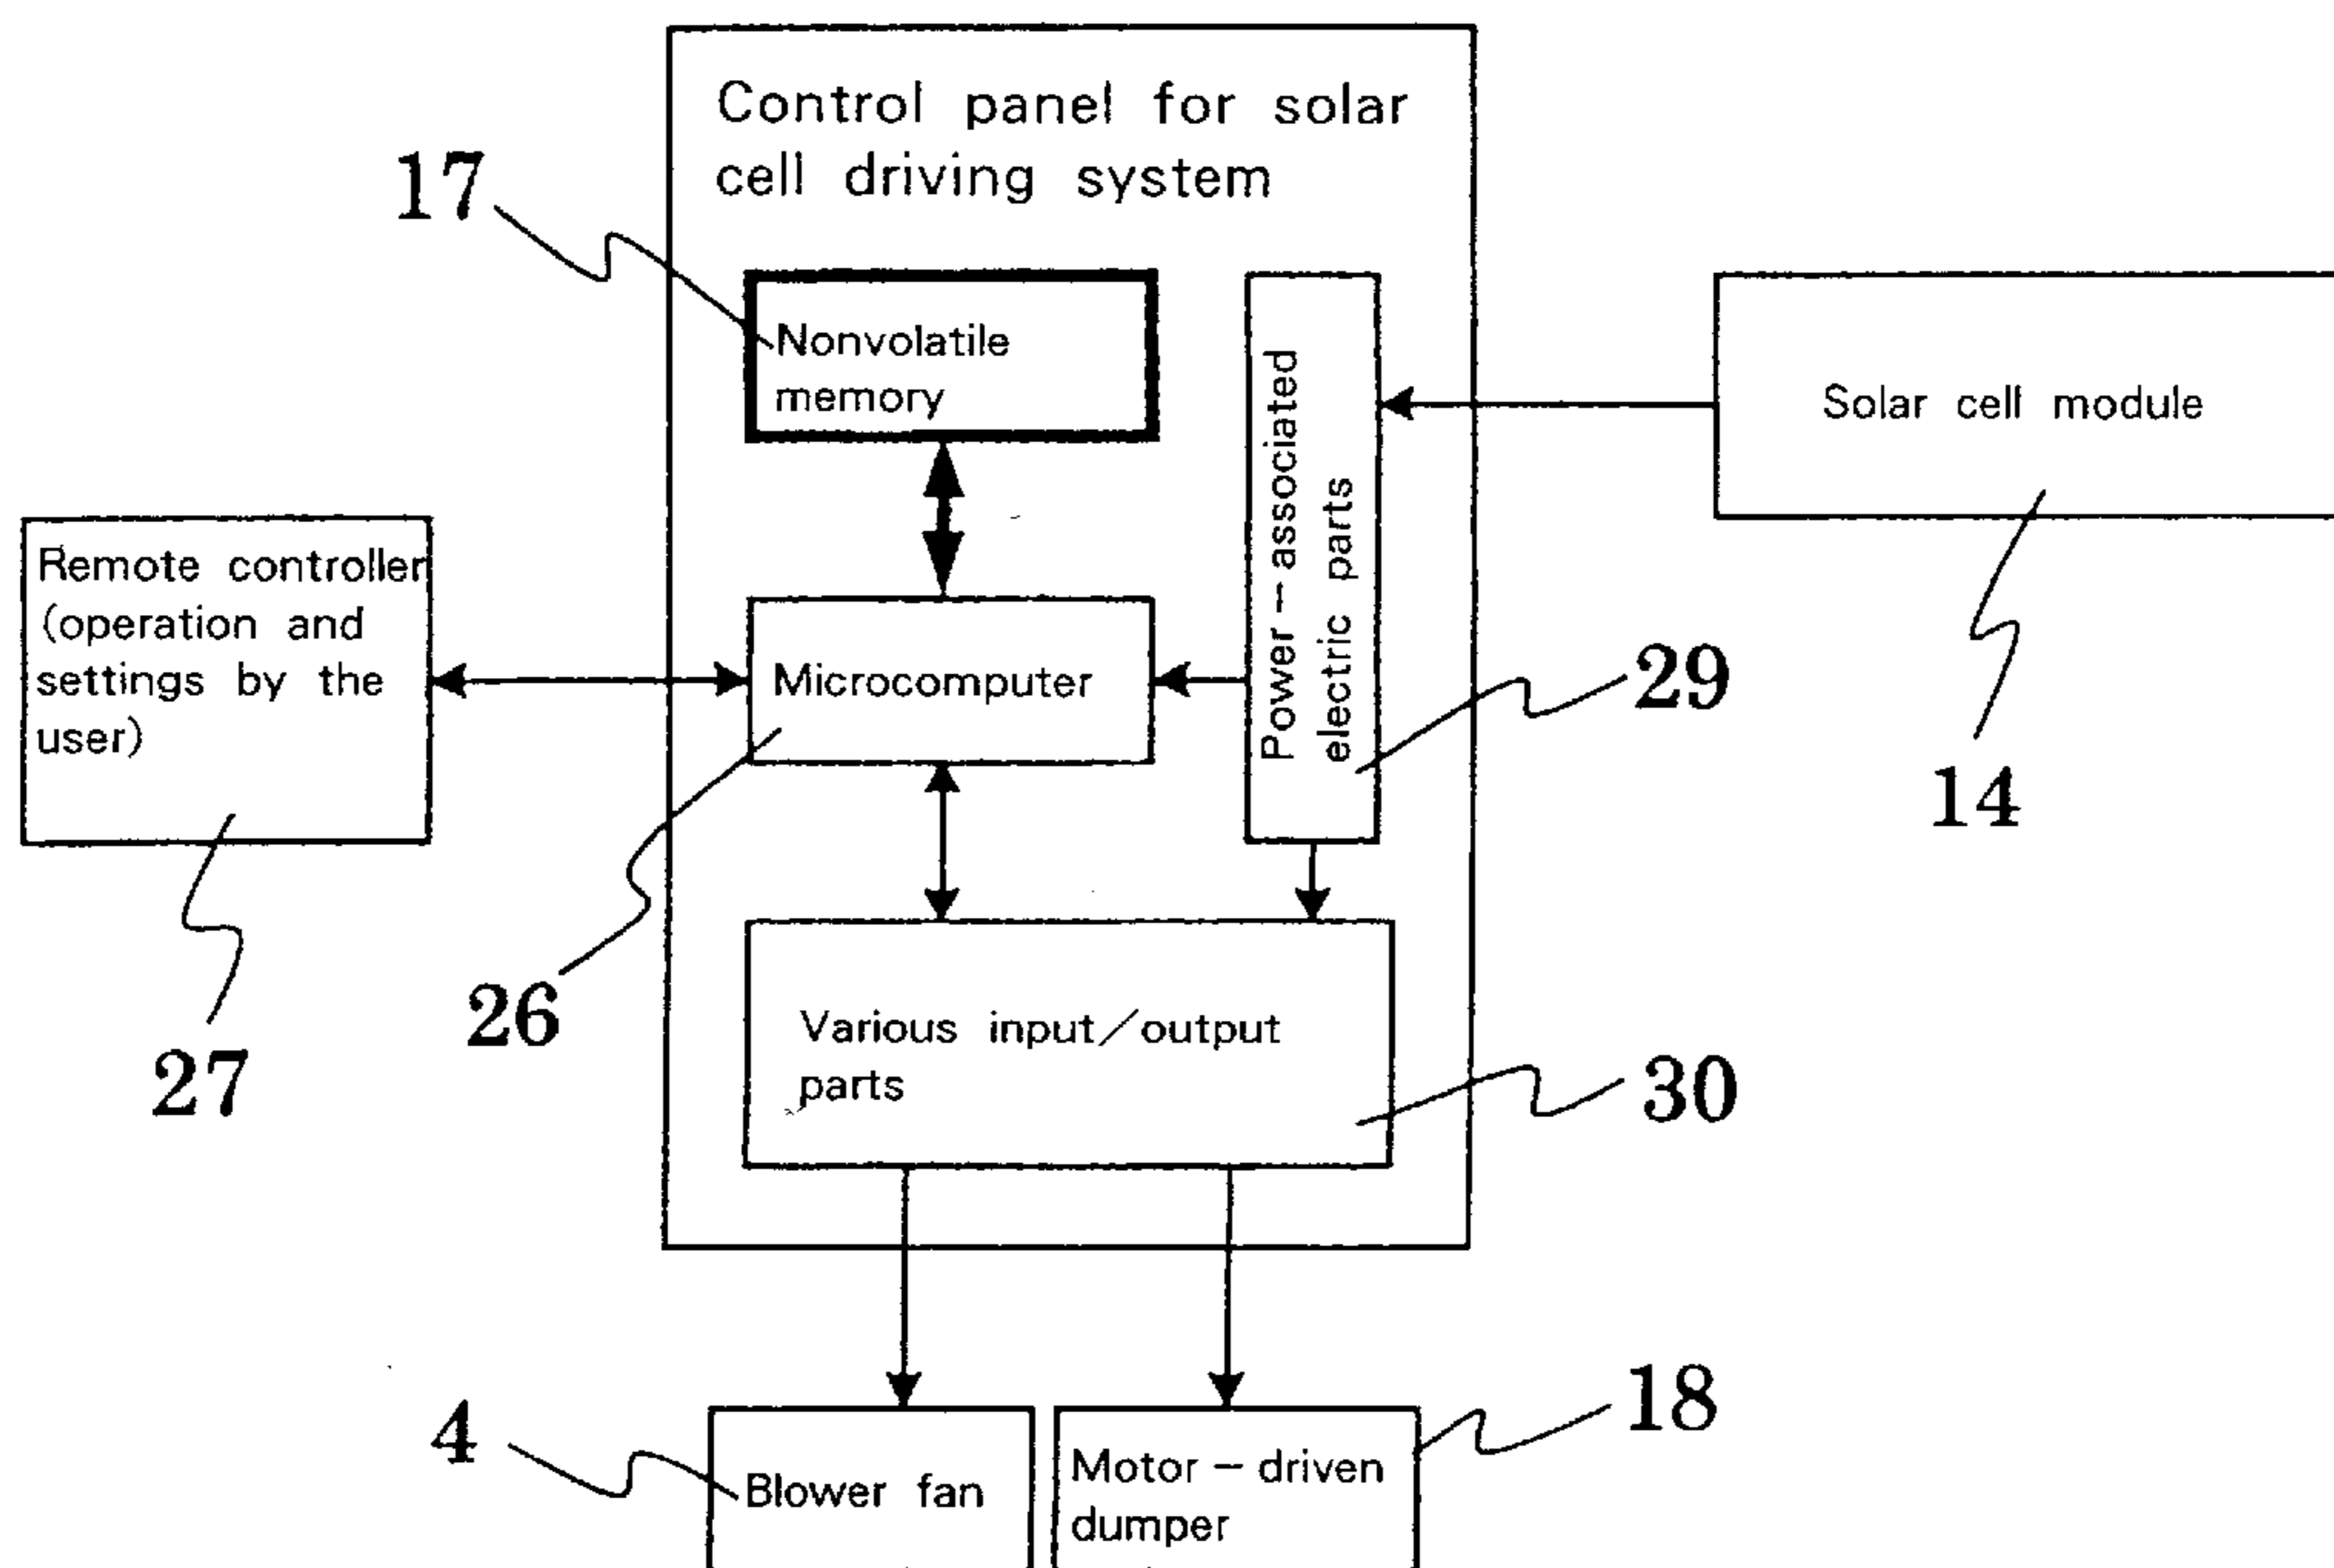 Control panel for solar
cell driving system
17
Nonvolatile
memory
Power-associated
electric parts
Solar cell module
Remote controller
(operation and
settings by the
user)
Microcomputer
29
14
26
27
Various input/output
parts
30
4
Blower fan
Motor-driven
dumper
18